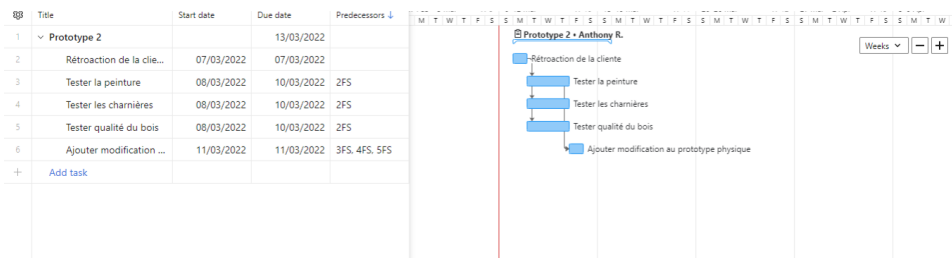 Title Start date Due date Predecessors ↓
M T W T F S S M T W T F S S M T W T F S S M T W T F S S M T W T F S S M T W
1 Prototype 2 13/03/2022
Prototype 2 • Anthony R.
Weeks
2 Rétroaction de la clie... 07/03/2022 07/03/2022
Rétroaction de la cliente
3 Tester la peinture 08/03/2022 10/03/2022 2FS
Tester la peinture
4 Tester les charnières 08/03/2022 10/03/2022 2FS
Tester les charnières
5 Tester qualité du bois 08/03/2022 10/03/2022 2FS
Tester qualité du bois
6 Ajouter modification ... 11/03/2022 11/03/2022 3FS, 4FS, 5FS
Ajouter modification au prototype physique
Add task